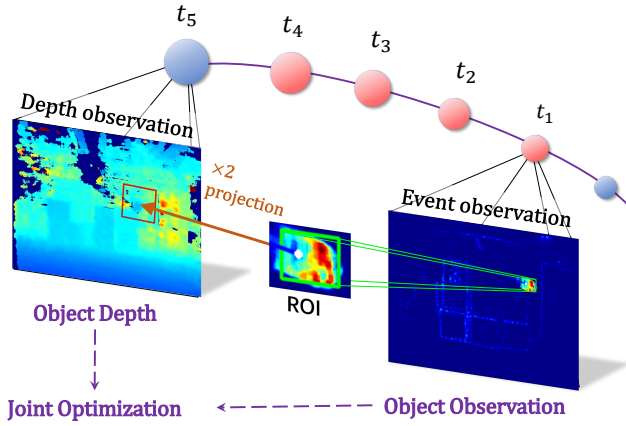 t5
t4
t3
t2
t1
Depth observation
×2
projection
Event observation
ROI
Object Depth
Joint Optimization
Object Observation